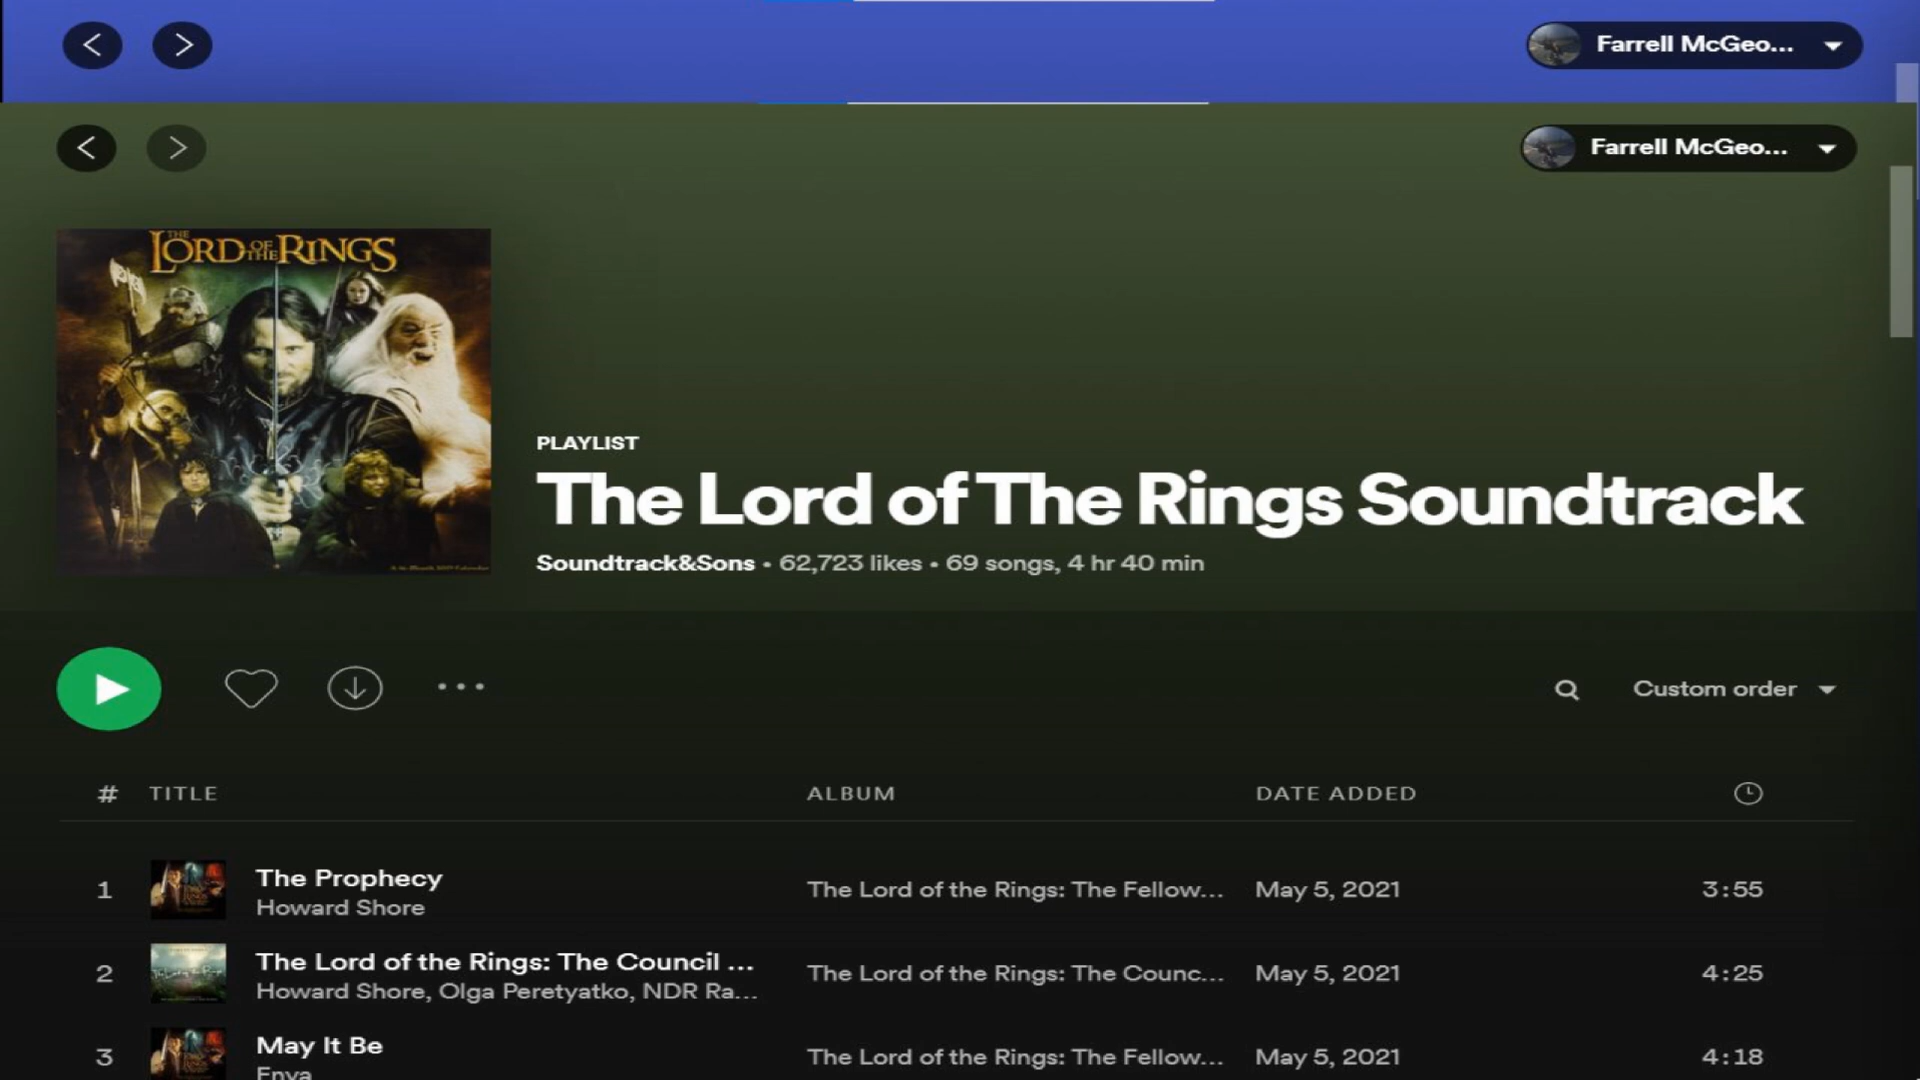 Farrell McGeo...
Farrell McGeo...
THE
LORD OF THE RINGS
PLAYLIST
The Lord of The Rings Soundtrack
Soundtrack&Sons • 62,723 likes • 69 songs, 4 hr 40 min
Custom order
# TITLE ALBUM DATE ADDED
1 The Prophecy The Lord of the Rings: The Fellow... May 5, 2021 3:55
Howard Shore
2 The Lord of the Rings: The Council ... The Lord of the Rings: The Counc... May 5, 2021 4:25
Howard Shore, Olga Peretyatko, NDR Ra...
3 May It Be The Lord of the Rings: The Fellow... May 5, 2021 4:18
Enya